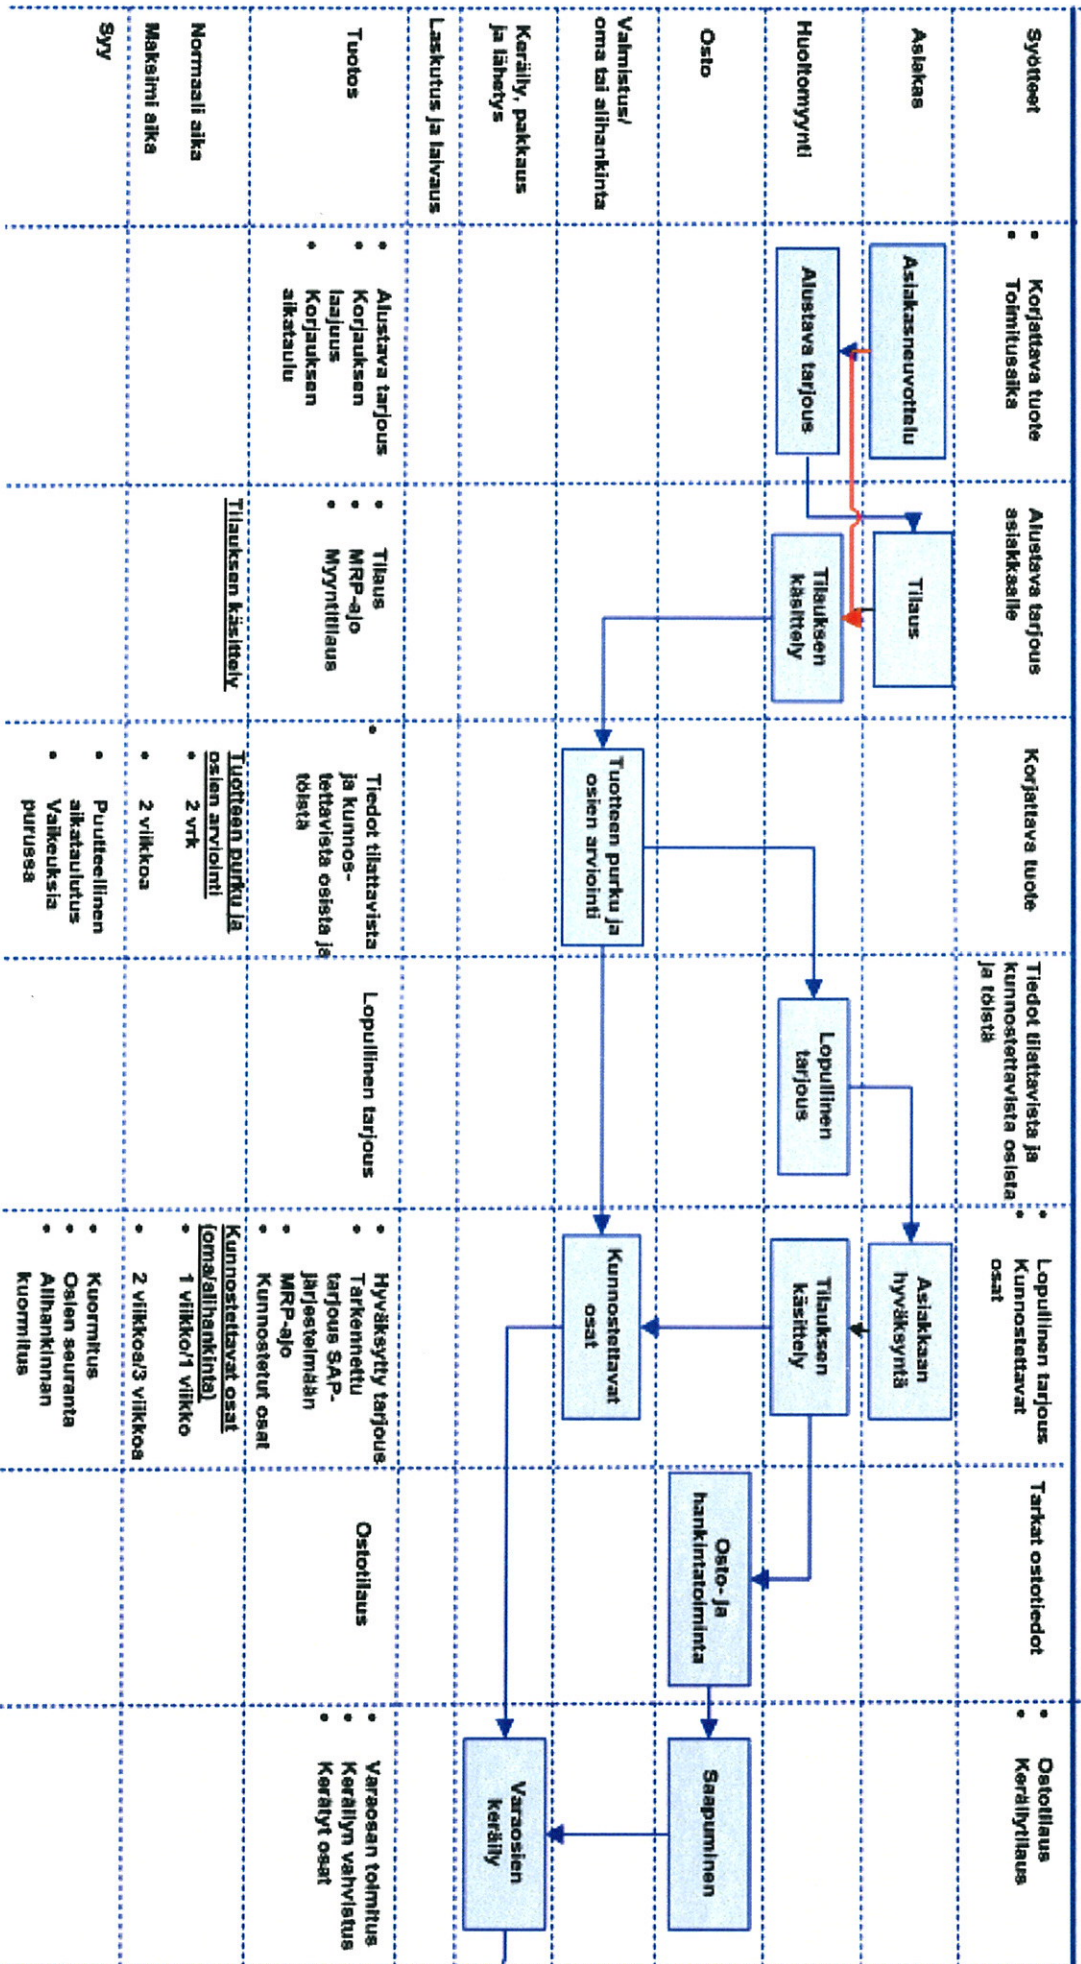 Syötteet
• Korjattava tuote
• Toimitusaika
Alustava tarjous
asiakkaalle
Korjattava tuote
Tiedot tilattavista ja
kunnostettavista osista
ja töistä
• Lopullinen tarjous
• Kunnostettavat
osat
Tarkat ostotiedot
• Ostotilaus
• Keräilytilaus
Asiakas
Asiakasneuvottelu
Tilaus
Asiakkaan
hyväksyntä
Huoltomyynti
Alustava tarjous
Tilauksen
käsittely
Lopullinen
tarjous
Tilauksen
käsittely
Osto
Osto- ja
hankintatoiminta
Saapuminen
Valmistus/
oma tai alihankinta
Tuotteen purku ja
osien arviointi
Kunnostettavat
osat
Keräily, pakkaus
ja lähetys
Varaosien
keräily
Laskutus ja laivaus
Tuotos
• Alustava tarjous
• Korjauksen
laajuus
• Korjauksen
aikataulu
• Tilaus
• MRP-ajo
• Myyntitilaus
• Tiedot tilattavista
ja kunnos-
tettavista osista ja
töistä
Lopullinen tarjous
• Hyväksytty tarjous
• Tarkennettu
tarjous SAP-
järjestelmään
• MRP-ajo
• Kunnostetut osat
Ostotilaus
• Varaosan toimitus
• Keräilyn vahvistus
• Kerätyt osat
Normaali aika
Maksimi aika
Tilauksen käsittely
Tuotteen purku ja
osien arviointi
• 2 vrk
• 2 viikkoa
Kunnostettavat osat
(oma/alihankinta)
• 1 viikko/1 viikko
• 2 viikkoa/3 viikkoa
Syy
• Puutteellinen
aikataulutus
• Vaikeuksia
purussa
• Kuormitus
• Osien seuranta
• Alihankinnan
kuormitus